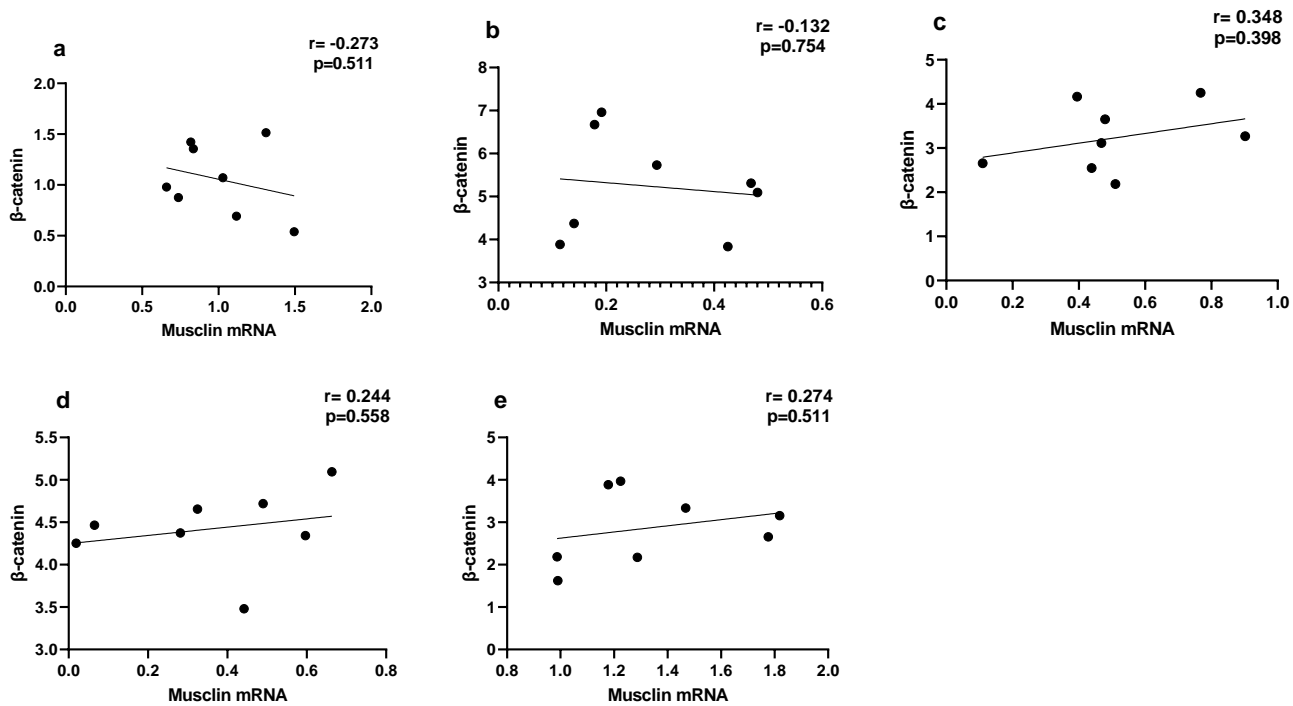 a
r= -0.273
p=0.511
β-catenin
2.0
1.5
1.0
0.5
0.0
0.0 0.5 1.0 1.5 2.0
Musclin mRNA
b
r= -0.132
p=0.754
β-catenin
8
7
6
5
4
3
0.0 0.2 0.4 0.6
Musclin mRNA
c
r= 0.348
p=0.398
β-catenin
5
4
3
2
1
0
0.0 0.2 0.4 0.6 0.8 1.0
Musclin mRNA
d
r= 0.244
p=0.558
β-catenin
5.5
5.0
4.5
4.0
3.5
3.0
0.0 0.2 0.4 0.6 0.8
Musclin mRNA
e
r= 0.274
p=0.511
β-catenin
5
4
3
2
1
0
0.8 1.0 1.2 1.4 1.6 1.8 2.0
Musclin mRNA